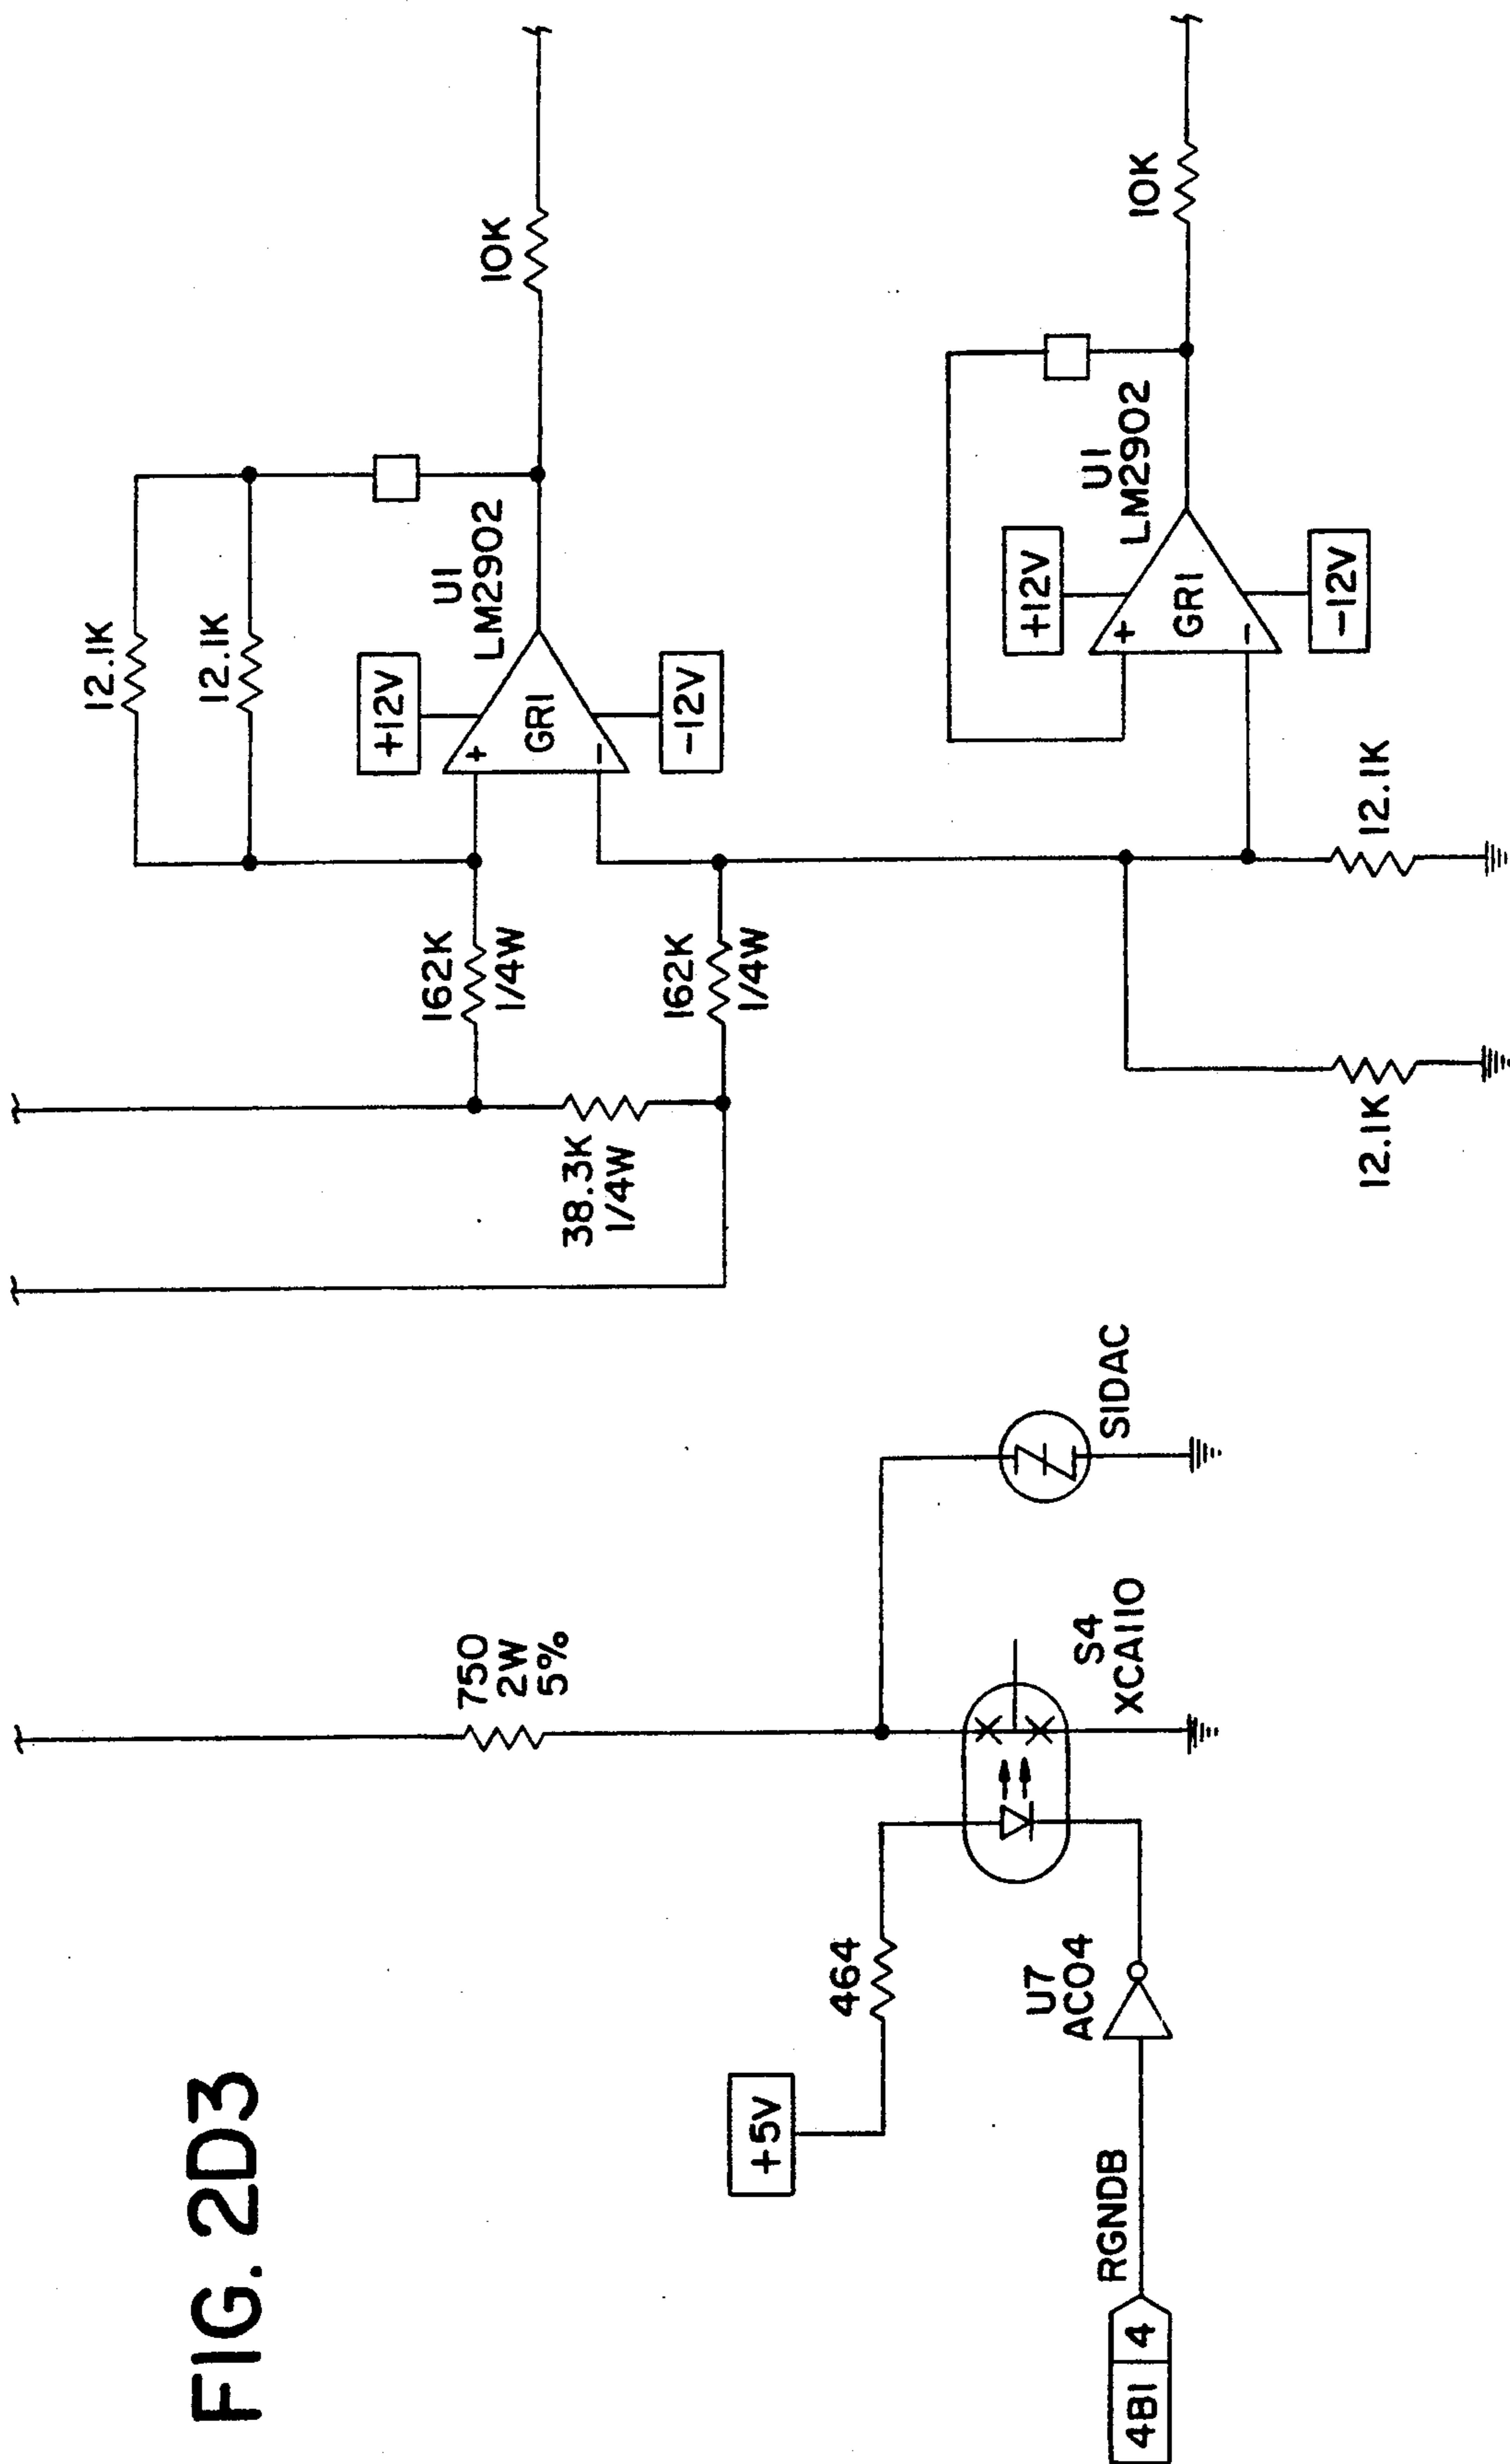 FIG. 2D3
12.1K
12.1K
10K
U1
LM2902
+12V
GR1
+
-
-12V
162K
1/4W
38.3K
1/4W
162K
1/4W
10K
U1
LM2902
+12V
GR1
+
-
-12V
12.1K
12.1K
750
2W
5%
SIDAC
S4
XCA110
+5V
464
U7
AC04
RGNDB
4B1 4